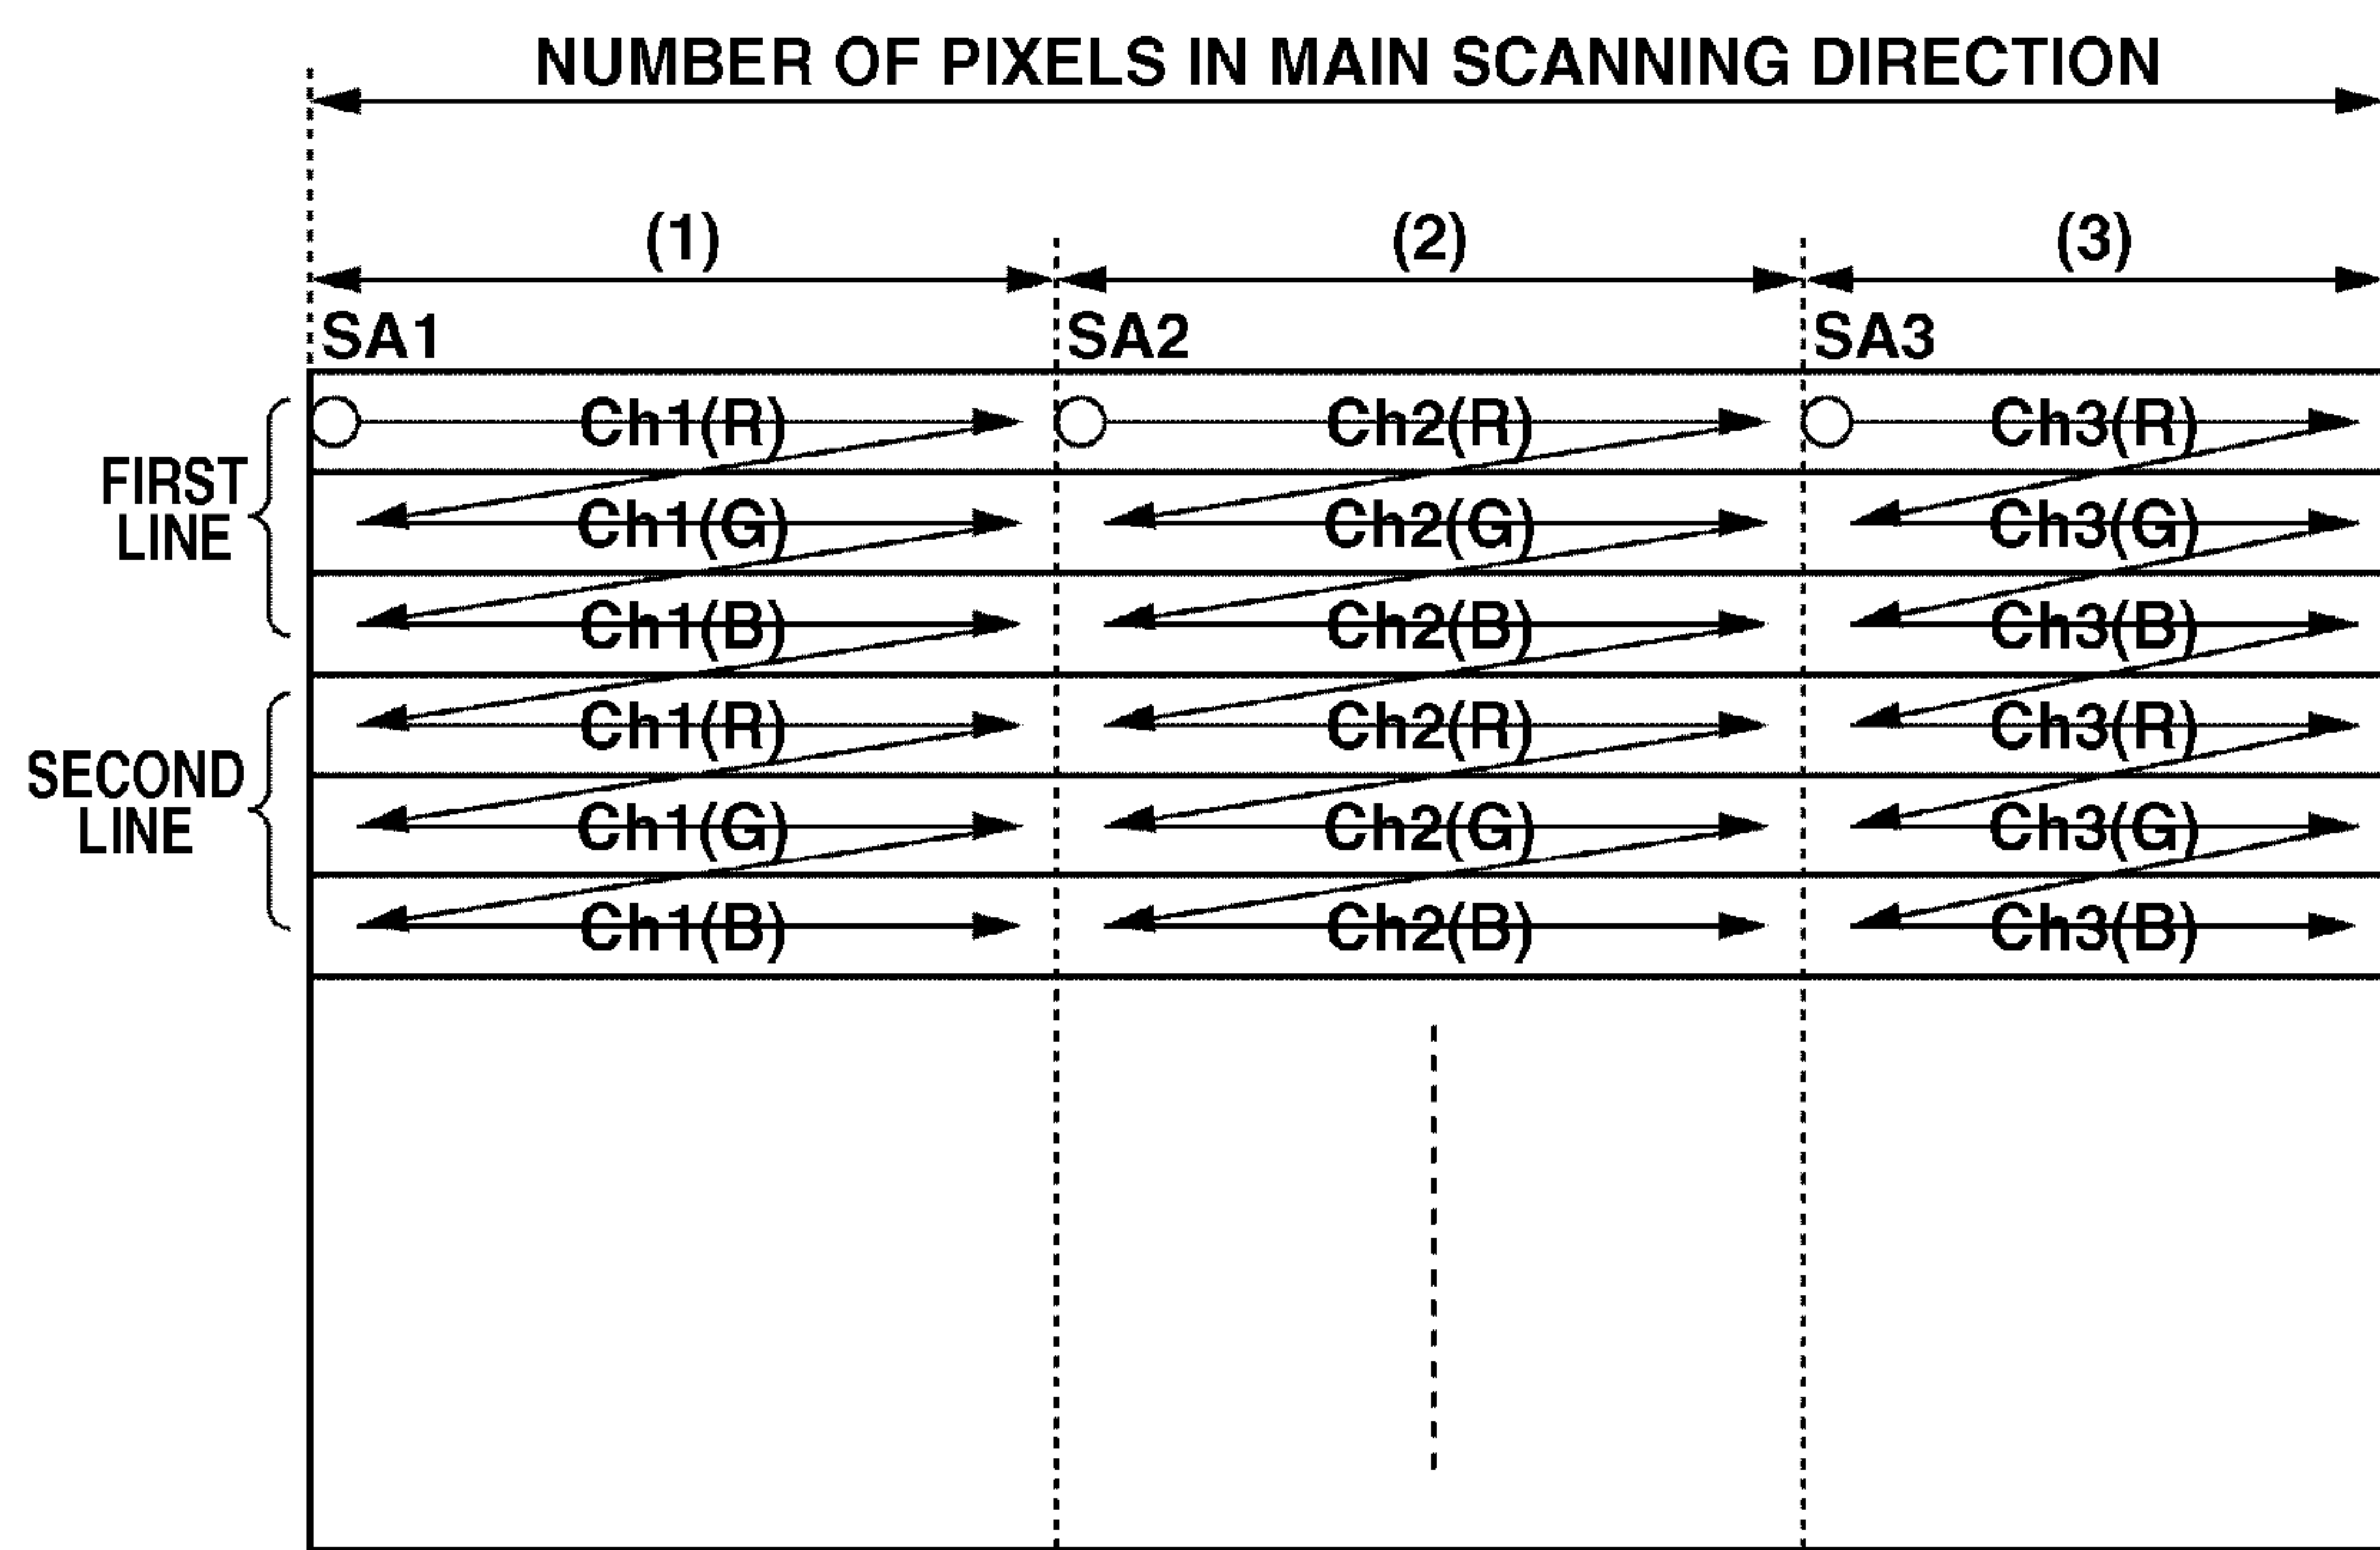 NUMBER OF PIXELS IN MAIN SCANNING DIRECTION
(1) (2) (3)
SA1 SA2 SA3
FIRST
LINE
Ch1(R) Ch2(R) Ch3(R)
Ch1(G) Ch2(G) Ch3(G)
Ch1(B) Ch2(B) Ch3(B)
SECOND
LINE
Ch1(R) Ch2(R) Ch3(R)
Ch1(G) Ch2(G) Ch3(G)
Ch1(B) Ch2(B) Ch3(B)